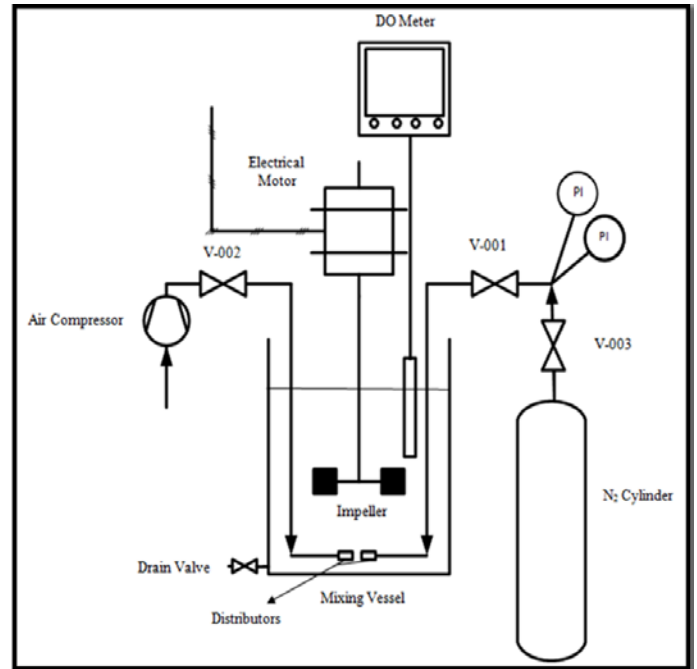 DO Meter
Electrical
Motor
PI
PI
V-002
V-001
Air Compressor
V-003
N₂ Cylinder
Impeller
Drain Valve
Mixing Vessel
Distributors